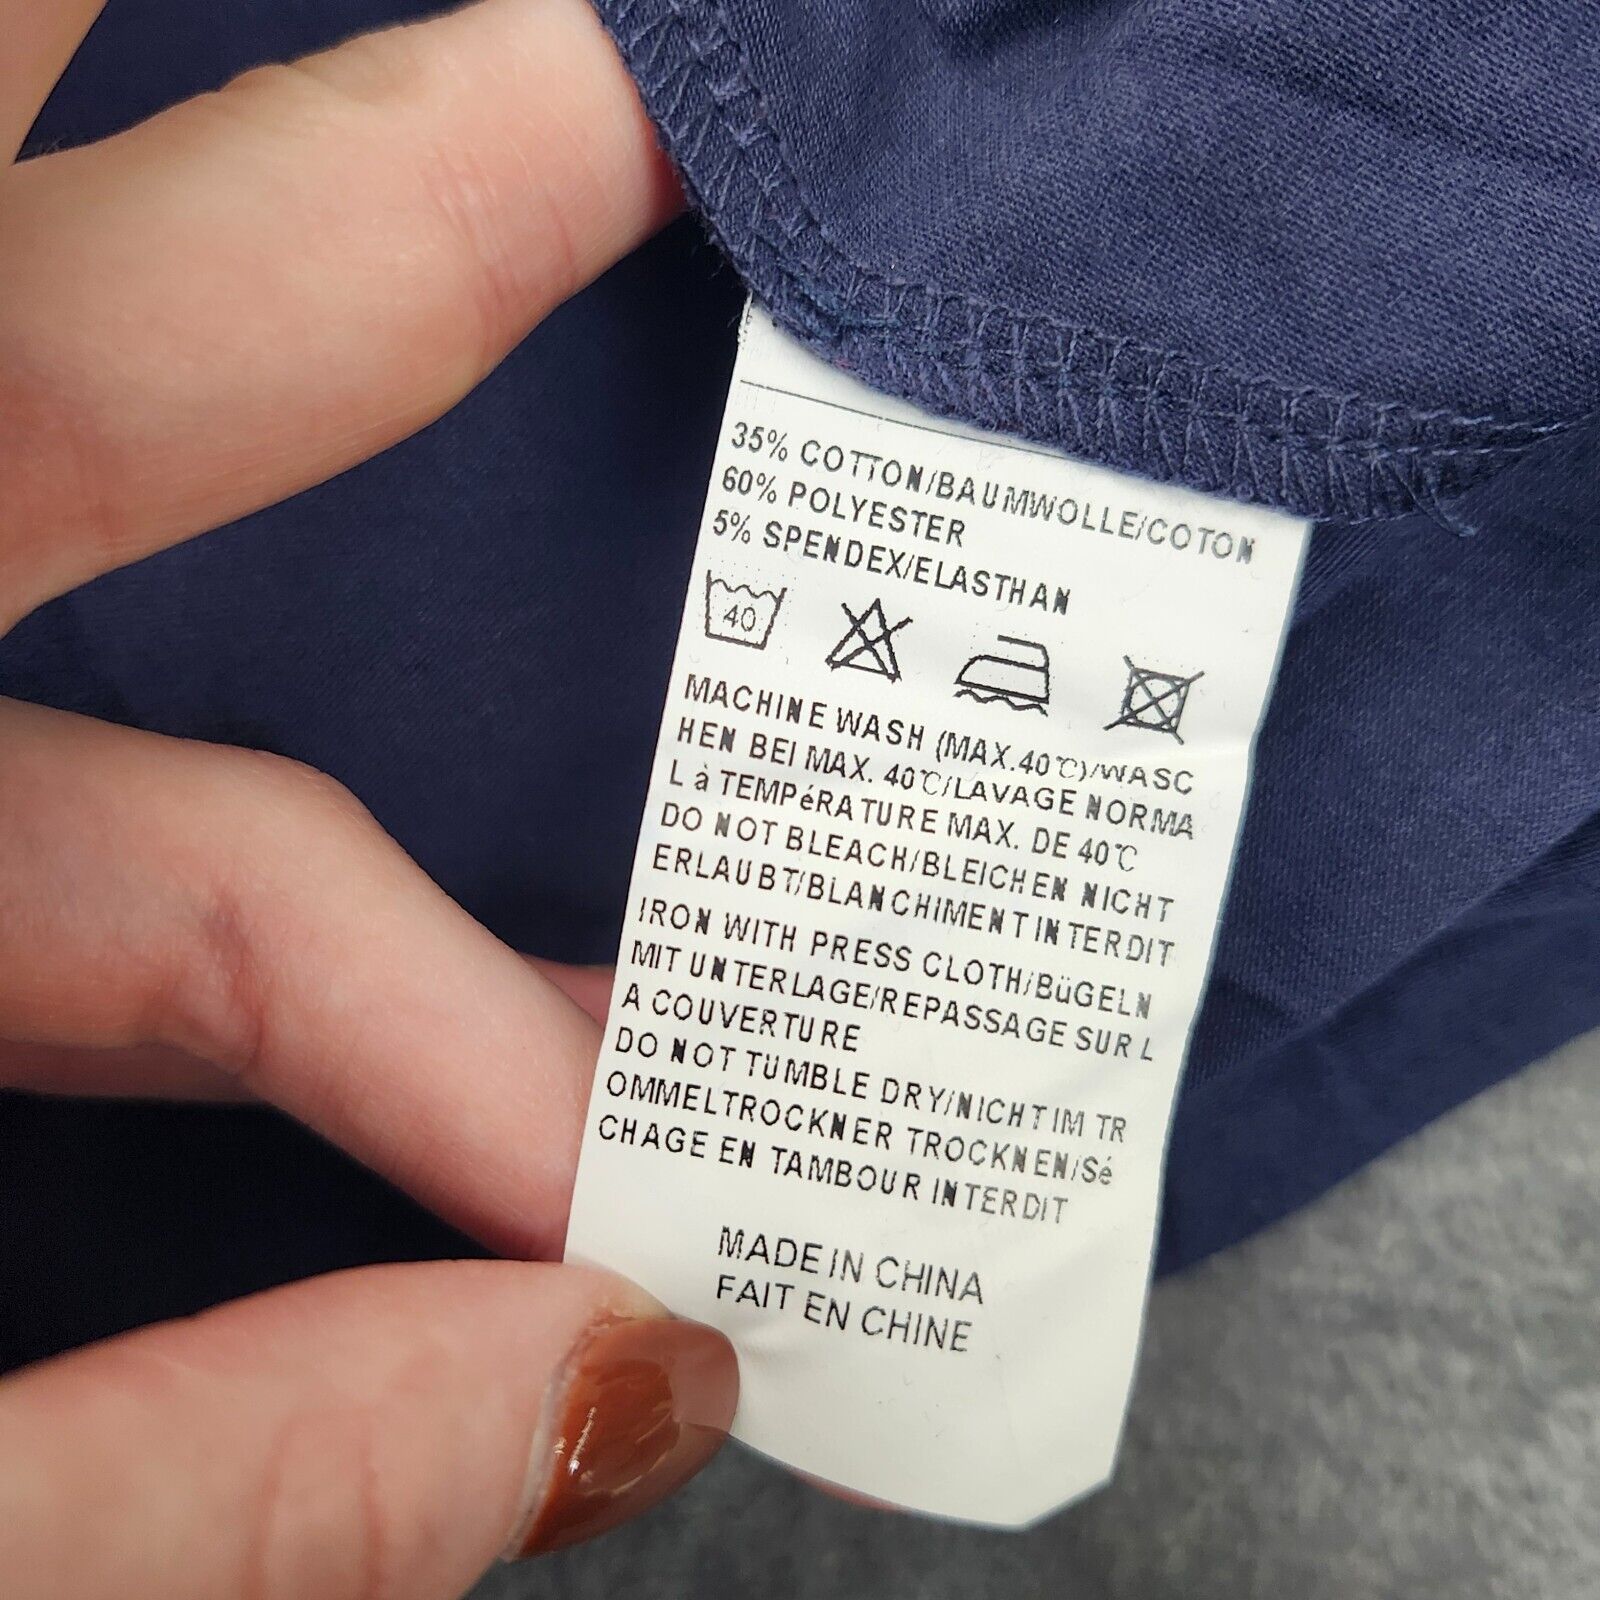 35% COTTON/BAUMWOLLE/COTON
60% POLYESTER
5% SPENDEX/ELASTHAN
40
MACHINE WASH (MAX.40℃)/WASC
HEN BEI MAX. 40℃/LAVAGE NORMA
L à TEMPéRATURE MAX. DE 40℃
DO NOT BLEACH/BLEICHEN NICHT
ERLAUBT/BLANCHIMENT INTERDIT
IRON WITH PRESS CLOTH/BüGELN
MIT UNTERLAGE/REPASSAGE SUR L
A COUVERTURE
DO NOT TUMBLE DRY/NICHT IM TR
OMMELTROCKNER TROCKNEN/Sé
CHAGE EN TAMBOUR INTERDIT
MADE IN CHINA
FAIT EN CHINE